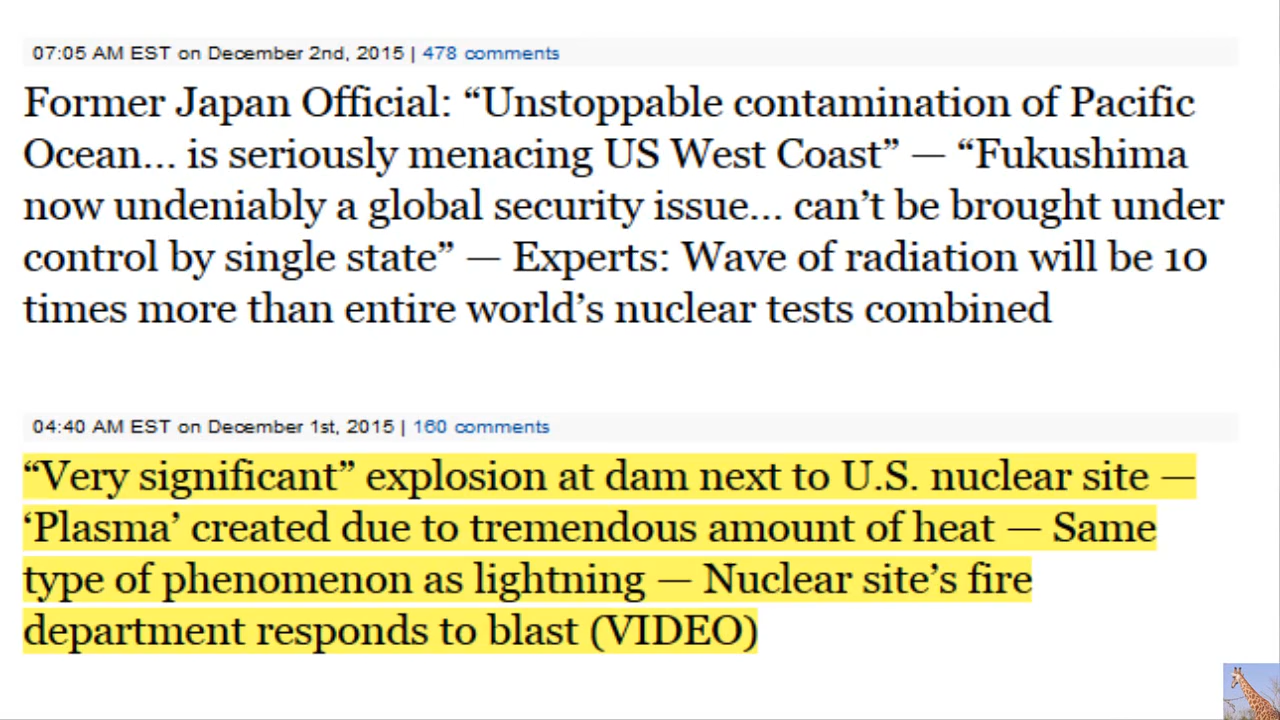 07:05 AM EST on December 2nd, 2015 | 478 comments
Former Japan Official: “Unstoppable contamination of Pacific
Ocean… is seriously menacing US West Coast” — “Fukushima
now undeniably a global security issue… can’t be brought under
control by single state” — Experts: Wave of radiation will be 10
times more than entire world’s nuclear tests combined
04:40 AM EST on December 1st, 2015 | 160 comments
“Very significant” explosion at dam next to U.S. nuclear site —
‘Plasma’ created due to tremendous amount of heat — Same
type of phenomenon as lightning — Nuclear site’s fire
department responds to blast (VIDEO)